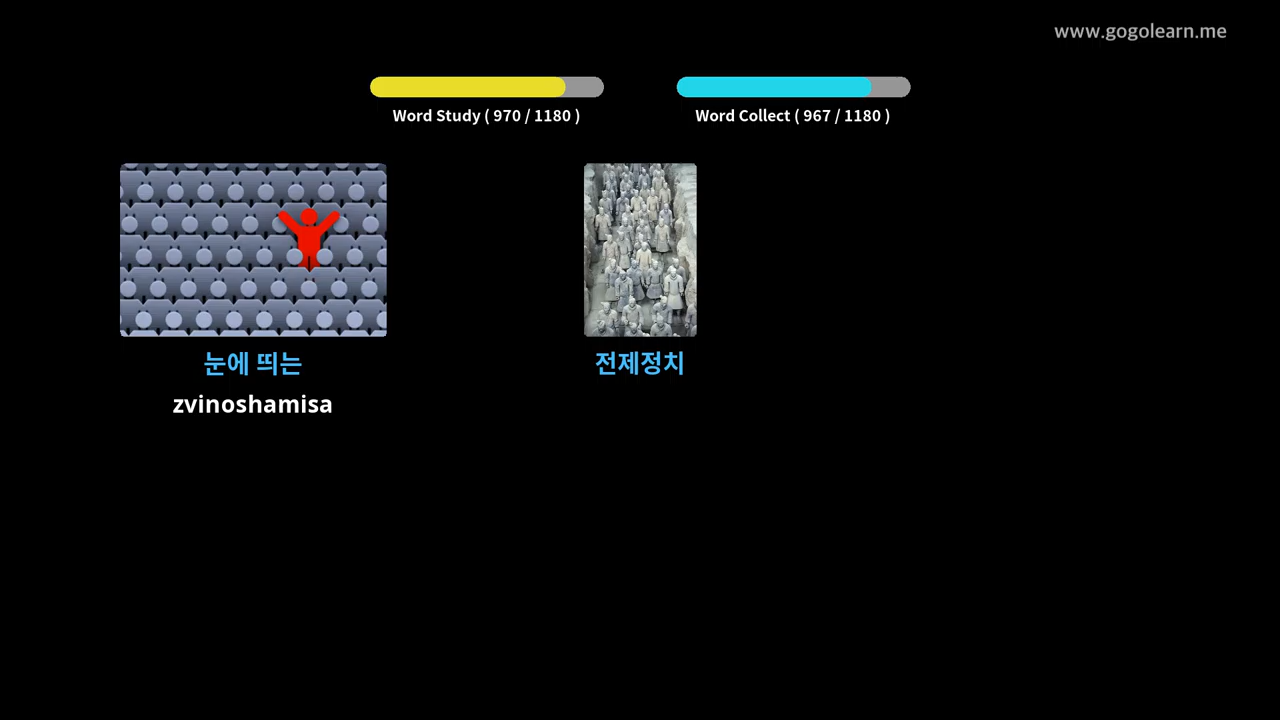 www.gogolearn.me
Word Study ( 970 / 1180 )
Word Collect ( 967 / 1180 )
눈에 띄는
전제정치
zvinoshamisa